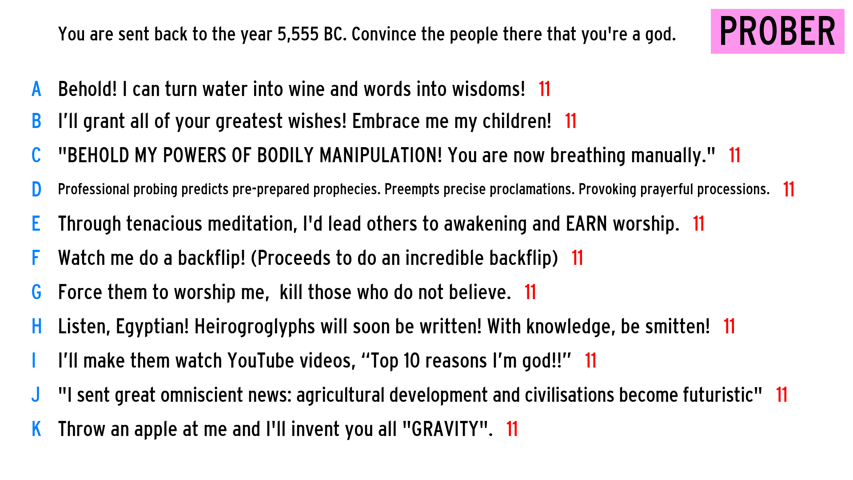 You are sent back to the year 5,555 BC. Convince the people there that you're a god.
PROBER
A Behold! I can turn water into wine and words into wisdoms! 11
B I'll grant all of your greatest wishes! Embrace me my children! 11
C "BEHOLD MY POWERS OF BODILY MANIPULATION! You are now breathing manually." 11
D Professional probing predicts pre-prepared prophecies. Preempts precise proclamations. Provoking prayerful processions. 11
E Through tenacious meditation, I'd lead others to awakening and EARN worship. 11
F Watch me do a backflip! (Proceeds to do an incredible backflip) 11
G Force them to worship me,  kill those who do not believe. 11
H Listen, Egyptian! Heirogroglyphs will soon be written! With knowledge, be smitten! 11
I I'll make them watch YouTube videos, “Top 10 reasons I'm god!!” 11
J "I sent great omniscient news: agricultural development and civilisations become futuristic" 11
K Throw an apple at me and I'll invent you all "GRAVITY". 11